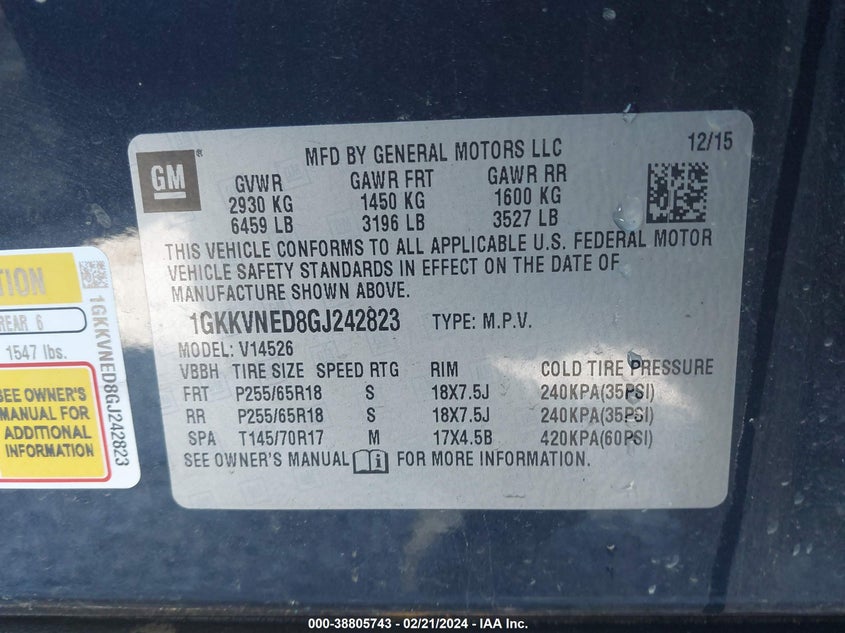 12/15
GM®
MFD BY GENERAL MOTORS LLC
GVWR GAWR FRT GAWR RR
2930 KG 1450 KG 1600 KG
6459 LB 3196 LB 3527 LB
THIS VEHICLE CONFORMS TO ALL APPLICABLE U.S. FEDERAL MOTOR
VEHICLE SAFETY STANDARDS IN EFFECT ON THE DATE OF
MANUFACTURE SHOWN ABOVE.
1GKKVNED8GJ242823 TYPE: M.P.V.
MODEL: V14526
VBBH TIRE SIZE SPEED RTG RIM COLD TIRE PRESSURE
FRT P255/65R18 S 18X7.5J 240KPA(35PSI)
RR P255/65R18 S 18X7.5J 240KPA(35PSI)
SPA T145/70R17 M 17X4.5B 420KPA(60PSI)
SEE OWNER'S MANUAL FOR MORE INFORMATION.
REAR 6
1547 lbs.
SEE OWNER'S
MANUAL FOR
ADDITIONAL
INFORMATION
1GKKVNED8GJ242823
000-38805743 - 02/21/2024 - IAA Inc.